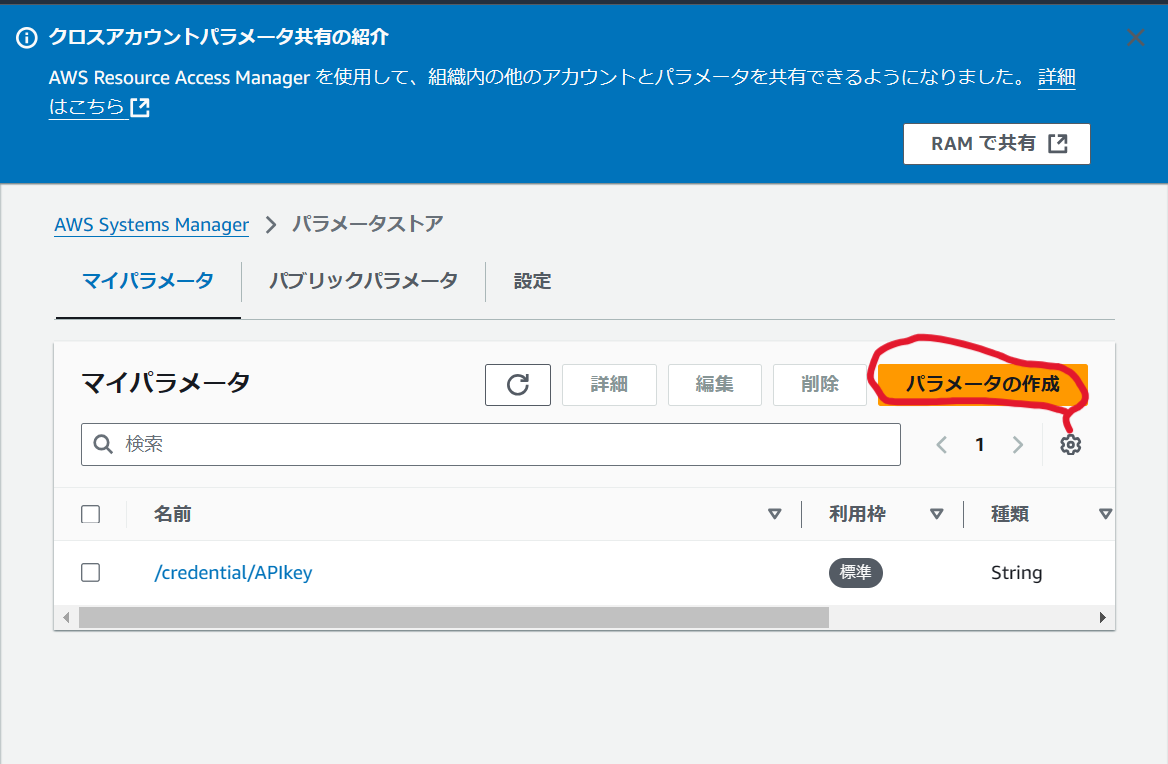 クロスアカウントパラメータ共有の紹介
AWS Resource Access Manager を使用して、組織内の他のアカウントとパラメータを共有できるようになりました。 詳細
はこちら
RAM で共有
AWS Systems Manager パラメータストア
マイパラメータ パブリックパラメータ 設定
マイパラメータ 詳細 編集 削除 パラメータの作成
検索 1
名前 利用枠 種類
/credential/APIkey 標準 String